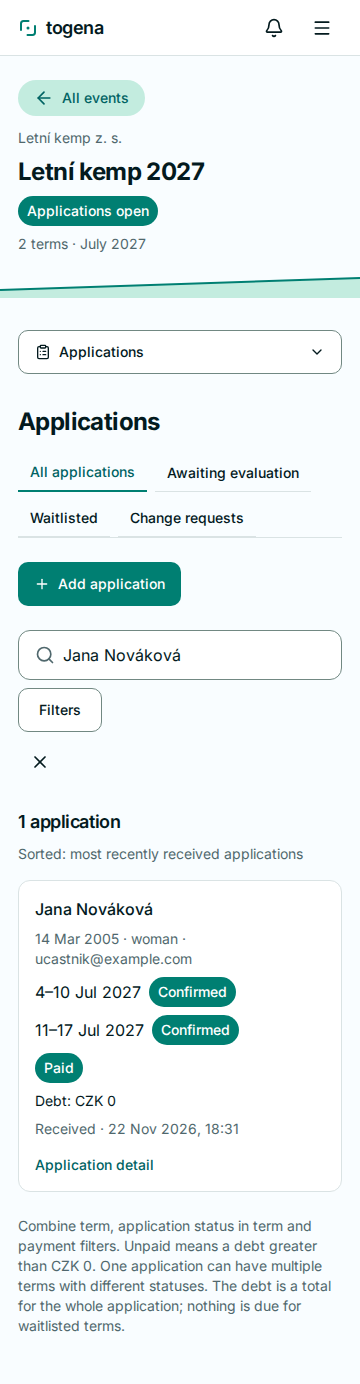 togena
All events
Letní kemp z. s.
Letní kemp 2027
Applications open
2 terms · July 2027
Applications
Applications
All applications
Awaiting evaluation
Waitlisted
Change requests
Add application
Jana Nováková
Filters
1 application
Sorted: most recently received applications
Jana Nováková
14 Mar 2005 · woman ·
ucastnik@example.com
4–10 Jul 2027 Confirmed
11–17 Jul 2027 Confirmed
Paid
Debt: CZK 0
Received · 22 Nov 2026, 18:31
Application detail
Combine term, application status in term and
payment filters. Unpaid means a debt greater
than CZK 0. One application can have multiple
terms with different statuses. The debt is a total
for the whole application; nothing is due for
waitlisted terms.